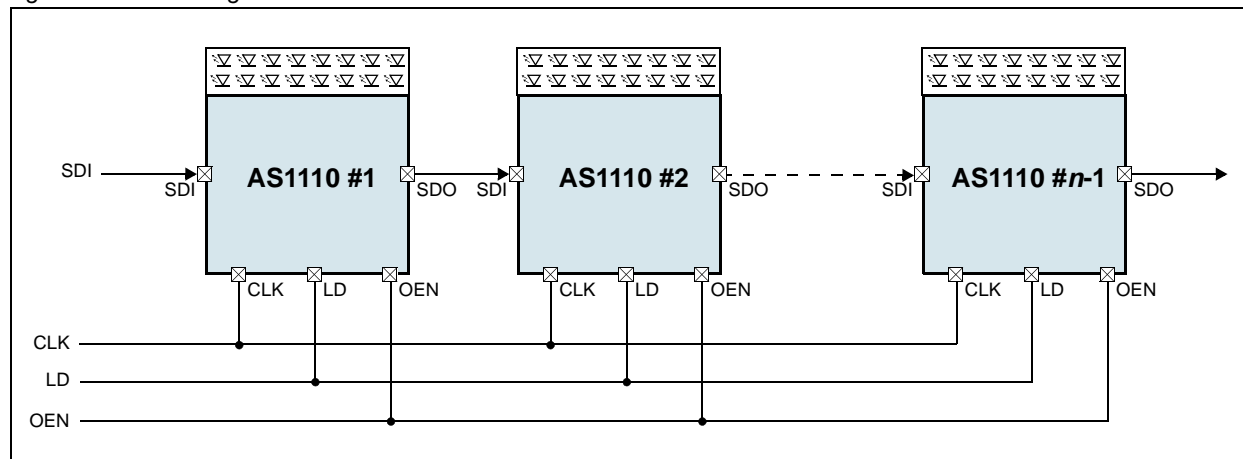 SDI
SDI
AS1110 #1
SDO
SDI
AS1110 #2
SDO
SDI
AS1110 #n-1
SDO
CLK
LD
OEN
CLK
LD
OEN
CLK
LD
OEN
CLK
LD
OEN